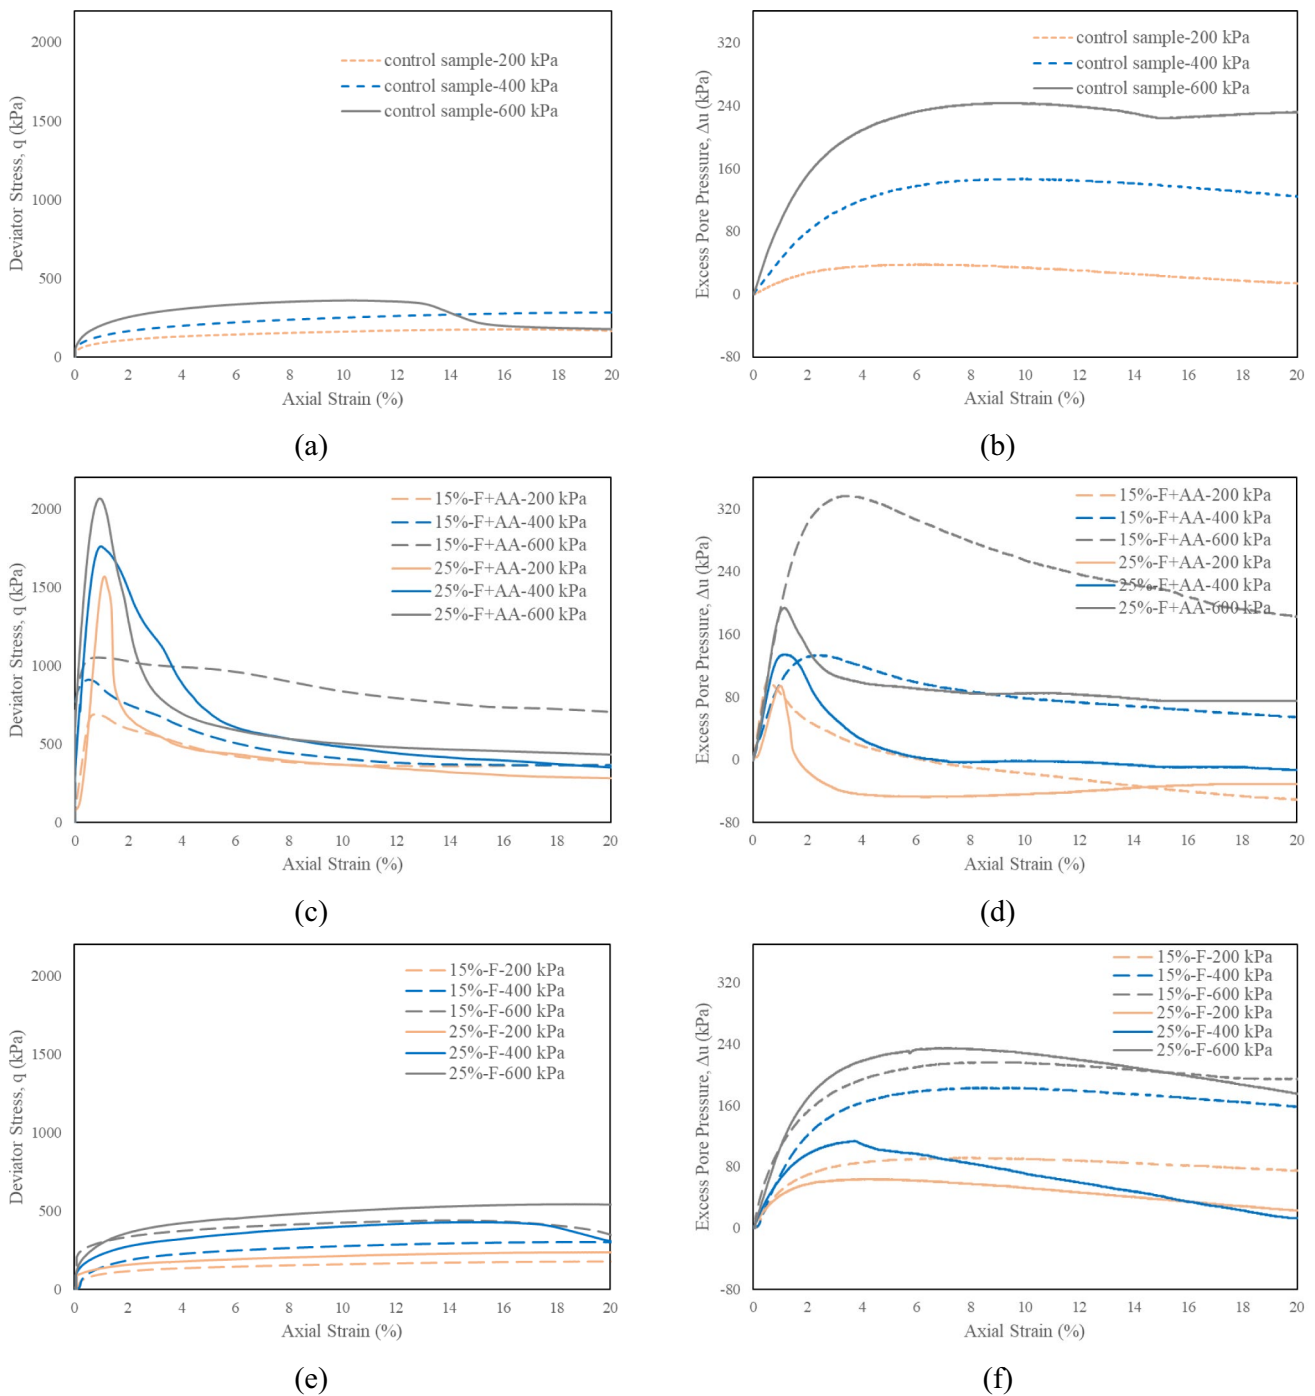 2000
1500
1000
500
0
Deviator Stress, q (kPa)
control sample-200 kPa
control sample-400 kPa
control sample-600 kPa
0 2 4 6 8 10 12 14 16 18 20
Axial Strain (%)
(a)
320
240
160
80
0
-80
Excess Pore Pressure, Δu (kPa)
control sample-200 kPa
control sample-400 kPa
control sample-600 kPa
0 2 4 6 8 10 12 14 16 18 20
Axial Strain (%)
(b)
2000
1500
1000
500
0
Deviator Stress, q (kPa)
15%-F+AA-200 kPa
15%-F+AA-400 kPa
15%-F+AA-600 kPa
25%-F+AA-200 kPa
25%-F+AA-400 kPa
25%-F+AA-600 kPa
0 2 4 6 8 10 12 14 16 18 20
Axial Strain (%)
(c)
320
240
160
80
0
-80
Excess Pore Pressure, Δu (kPa)
15%-F+AA-200 kPa
15%-F+AA-400 kPa
15%-F+AA-600 kPa
25%-F+AA-200 kPa
25%-F+AA-400 kPa
25%-F+AA-600 kPa
0 2 4 6 8 10 12 14 16 18 20
Axial Strain (%)
(d)
2000
1500
1000
500
0
Deviator Stress, q (kPa)
15%-F-200 kPa
15%-F-400 kPa
15%-F-600 kPa
25%-F-200 kPa
25%-F-400 kPa
25%-F-600 kPa
0 2 4 6 8 10 12 14 16 18 20
Axial Strain (%)
(e)
320
240
160
80
0
-80
Excess Pore Pressure, Δu (kPa)
15%-F-200 kPa
15%-F-400 kPa
15%-F-600 kPa
25%-F-200 kPa
25%-F-400 kPa
25%-F-600 kPa
0 2 4 6 8 10 12 14 16 18 20
Axial Strain (%)
(f)